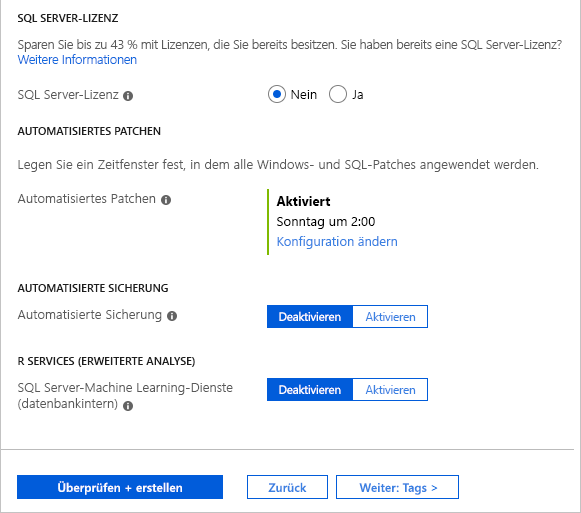 SQL SERVER-LIZENZ
Sparen Sie bis zu 43 % mit Lizenzen, die Sie bereits besitzen. Sie haben bereits eine SQL Server-Lizenz?
Weitere Informationen
SQL Server-Lizenz
Nein
Ja
AUTOMATISIERTES PATCHEN
Legen Sie ein Zeitfenster fest, in dem alle Windows- und SQL-Patches angewendet werden.
Automatisiertes Patchen
Aktiviert
Sonntag um 2:00
Konfiguration ändern
AUTOMATISIERTE SICHERUNG
Automatisierte Sicherung
Deaktivieren
Aktivieren
R SERVICES (ERWEITERTE ANALYSE)
SQL Server-Machine Learning-Dienste
(datenbankintern)
Deaktivieren
Aktivieren
Überprüfen + erstellen
Zurück
Weiter: Tags >